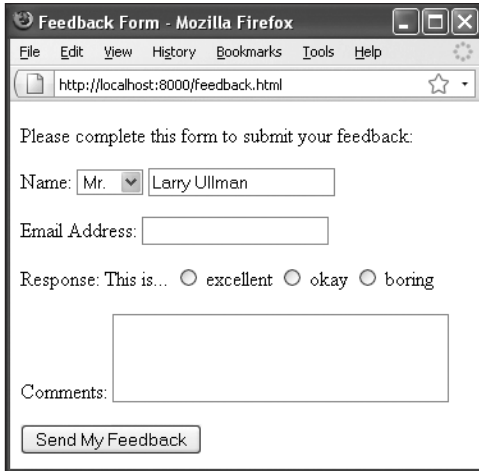 Feedback Form - Mozilla Firefox
File Edit View History Bookmarks Tools Help
http://localhost:8000/feedback.html
Please complete this form to submit your feedback:
Name: Mr. Larry Ullman
Email Address:
Response: This is... excellent okay boring
Comments:
Send My Feedback